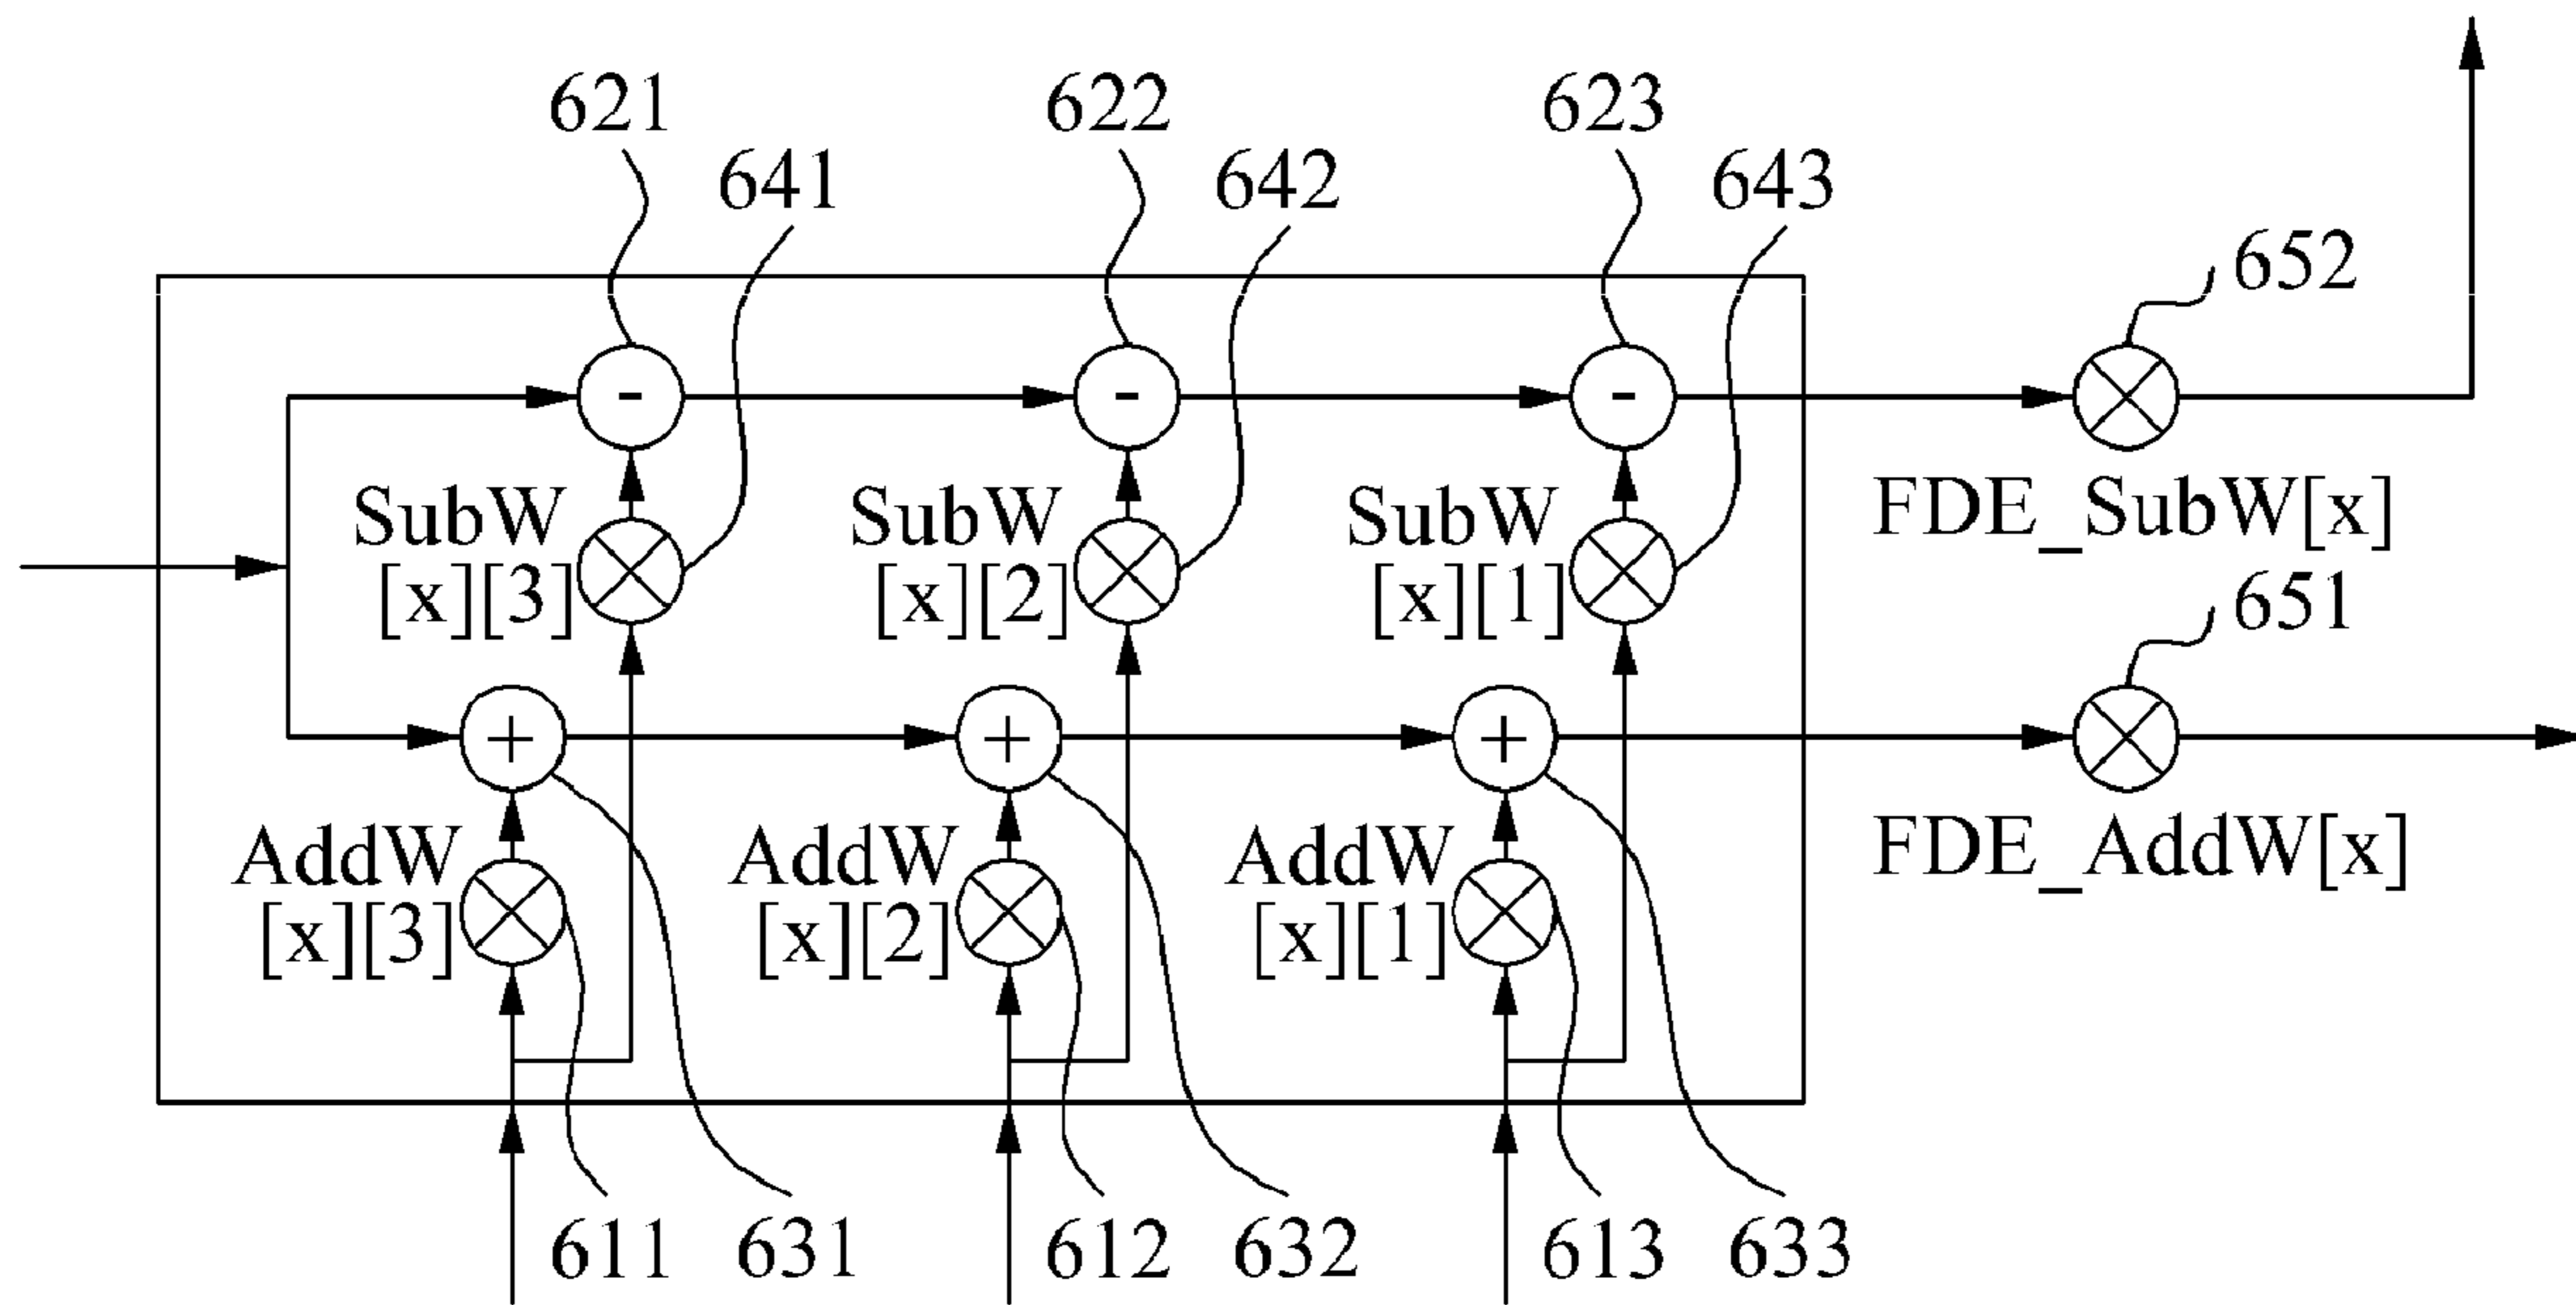 621
622
623
641
642
643
652
-
-
-
SubW
[x][3]
SubW
[x][2]
SubW
[x][1]
FDE_SubW[x]
651
+
+
+
AddW
[x][3]
AddW
[x][2]
AddW
[x][1]
FDE_AddW[x]
611
631
612
632
613
633